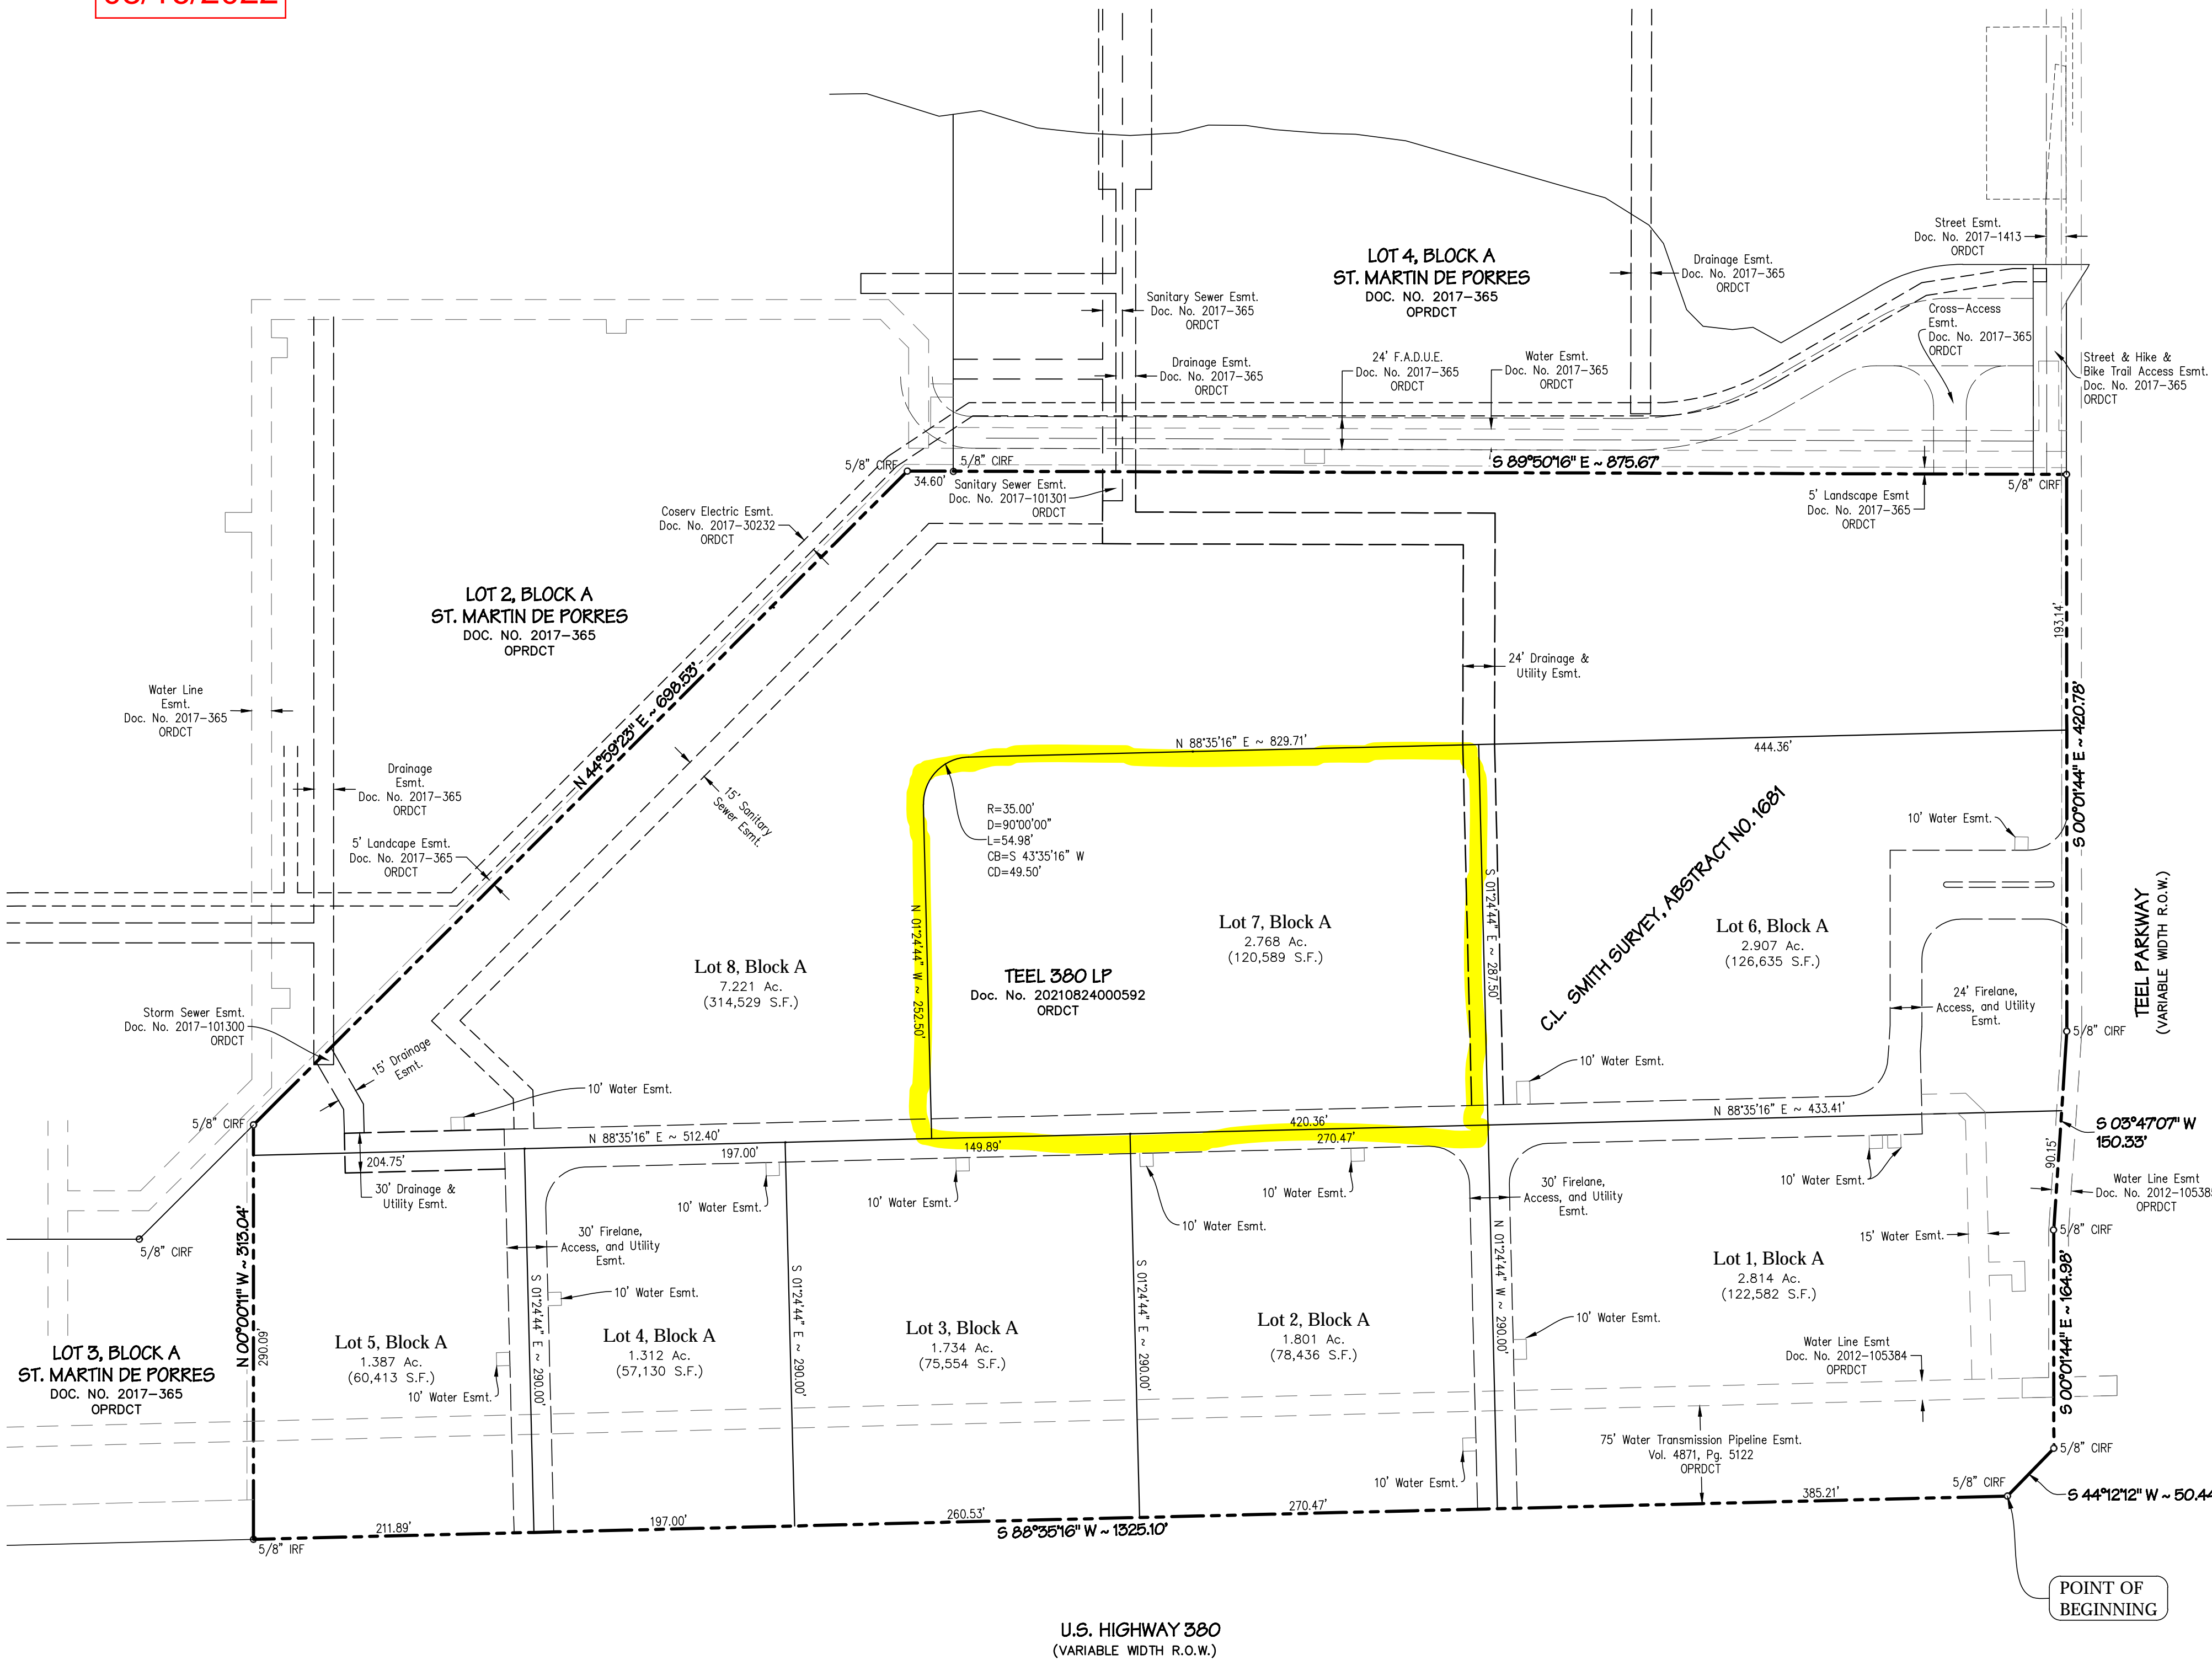 LOT 4, BLOCK A
ST. MARTIN DE PORRES
DOC. NO. 2017-365
OPRDCT
Street Esmt.
Doc. No. 2017-1413
ORDCT
Drainage Esmt.
Doc. No. 2017-365
ORDCT
Sanitary Sewer Esmt.
Doc. No. 2017-365
ORDCT
Cross-Access
Esmt.
Doc. No. 2017-365
ORDCT
Drainage Esmt.
Doc. No. 2017-365
ORDCT
24' F.A.D.U.E.
Doc. No. 2017-365
ORDCT
Water Esmt.
Doc. No. 2017-365
ORDCT
Street & Hike &
Bike Trail Access Esmt.
Doc. No. 2017-365
ORDCT
5/8" CIRF
5/8" CIRF
S 89°50'16" E ~ 875.67'
34.60'
Sanitary Sewer Esmt.
Doc. No. 2017-101301
ORDCT
5/8" CIRF
5' Landscape Esmt
Doc. No. 2017-365
ORDCT
Coserv Electric Esmt.
Doc. No. 2017-30232
ORDCT
LOT 2, BLOCK A
ST. MARTIN DE PORRES
DOC. NO. 2017-365
OPRDCT
193.14'
24' Drainage &
Utility Esmt.
N 44°59'23" E ~ 698.53'
Water Line
Esmt.
Doc. No. 2017-365
ORDCT
S 00°01'44" E ~ 420.78'
N 88°35'16" E ~ 829.71'
444.36'
Drainage
Esmt.
Doc. No. 2017-365
ORDCT
15' Sanitary
Sewer Esmt.
R=35.00'
D=90°00'00"
L=54.98'
CB=S 43°35'16" W
CD=49.50'
C.L. SMITH SURVEY, ABSTRACT NO. 1681
10' Water Esmt.
5' Landcape Esmt.
Doc. No. 2017-365
ORDCT
N 01°24'44" W ~ 252.50'
S 01°24'44" E ~ 287.50'
Lot 7, Block A
2.768 Ac.
(120,589 S.F.)
Lot 6, Block A
2.907 Ac.
(126,635 S.F.)
TEEL PARKWAY
(VARIABLE WIDTH R.O.W.)
Lot 8, Block A
7.221 Ac.
(314,529 S.F.)
TEEL 380 LP
Doc. No. 20210824000592
ORDCT
24' Firelane,
Access, and Utility
Esmt.
Storm Sewer Esmt.
Doc. No. 2017-101300
ORDCT
5/8" CIRF
15' Drainage
Esmt.
10' Water Esmt.
10' Water Esmt.
5/8" CIRF
N 88°35'16" E ~ 512.40'
420.36'
N 88°35'16" E ~ 433.41'
S 03°47'07" W
150.33'
204.75'
197.00'
149.89'
270.47'
90.15'
30' Drainage &
Utility Esmt.
10' Water Esmt.
10' Water Esmt.
10' Water Esmt.
10' Water Esmt.
30' Firelane,
Access, and Utility
Esmt.
10' Water Esmt.
Water Line Esmt
OPRDCT
5/8" CIRF
N 00°00'11" W ~ 313.04'
290.09'
30' Firelane,
Access, and Utility
Esmt.
5/8" CIRF
15' Water Esmt.
S 01°24'44" E ~ 290.00'
S 01°24'44" E ~ 290.00'
S 01°24'44" E ~ 290.00'
N 01°24'44" W ~ 290.00'
Lot 1, Block A
2.814 Ac.
(122,582 S.F.)
S 00°01'44" E ~ 164.98'
10' Water Esmt.
10' Water Esmt.
LOT 3, BLOCK A
ST. MARTIN DE PORRES
DOC. NO. 2017-365
OPRDCT
Lot 5, Block A
1.387 Ac.
(60,413 S.F.)
10' Water Esmt.
Lot 4, Block A
1.312 Ac.
(57,130 S.F.)
Lot 3, Block A
1.734 Ac.
(75,554 S.F.)
Lot 2, Block A
1.801 Ac.
(78,436 S.F.)
Water Line Esmt
Doc. No. 2012-105384
OPRDCT
75' Water Transmission Pipeline Esmt.
Vol. 4871, Pg. 5122
OPRDCT
5/8" CIRF
10' Water Esmt.
5/8" CIRF
S 44°12'12" W ~ 50.44
385.21'
270.47'
260.53'
197.00'
211.89'
S 88°35'16" W ~ 1325.10'
5/8" IRF
POINT OF
BEGINNING
U.S. HIGHWAY 380
(VARIABLE WIDTH R.O.W.)